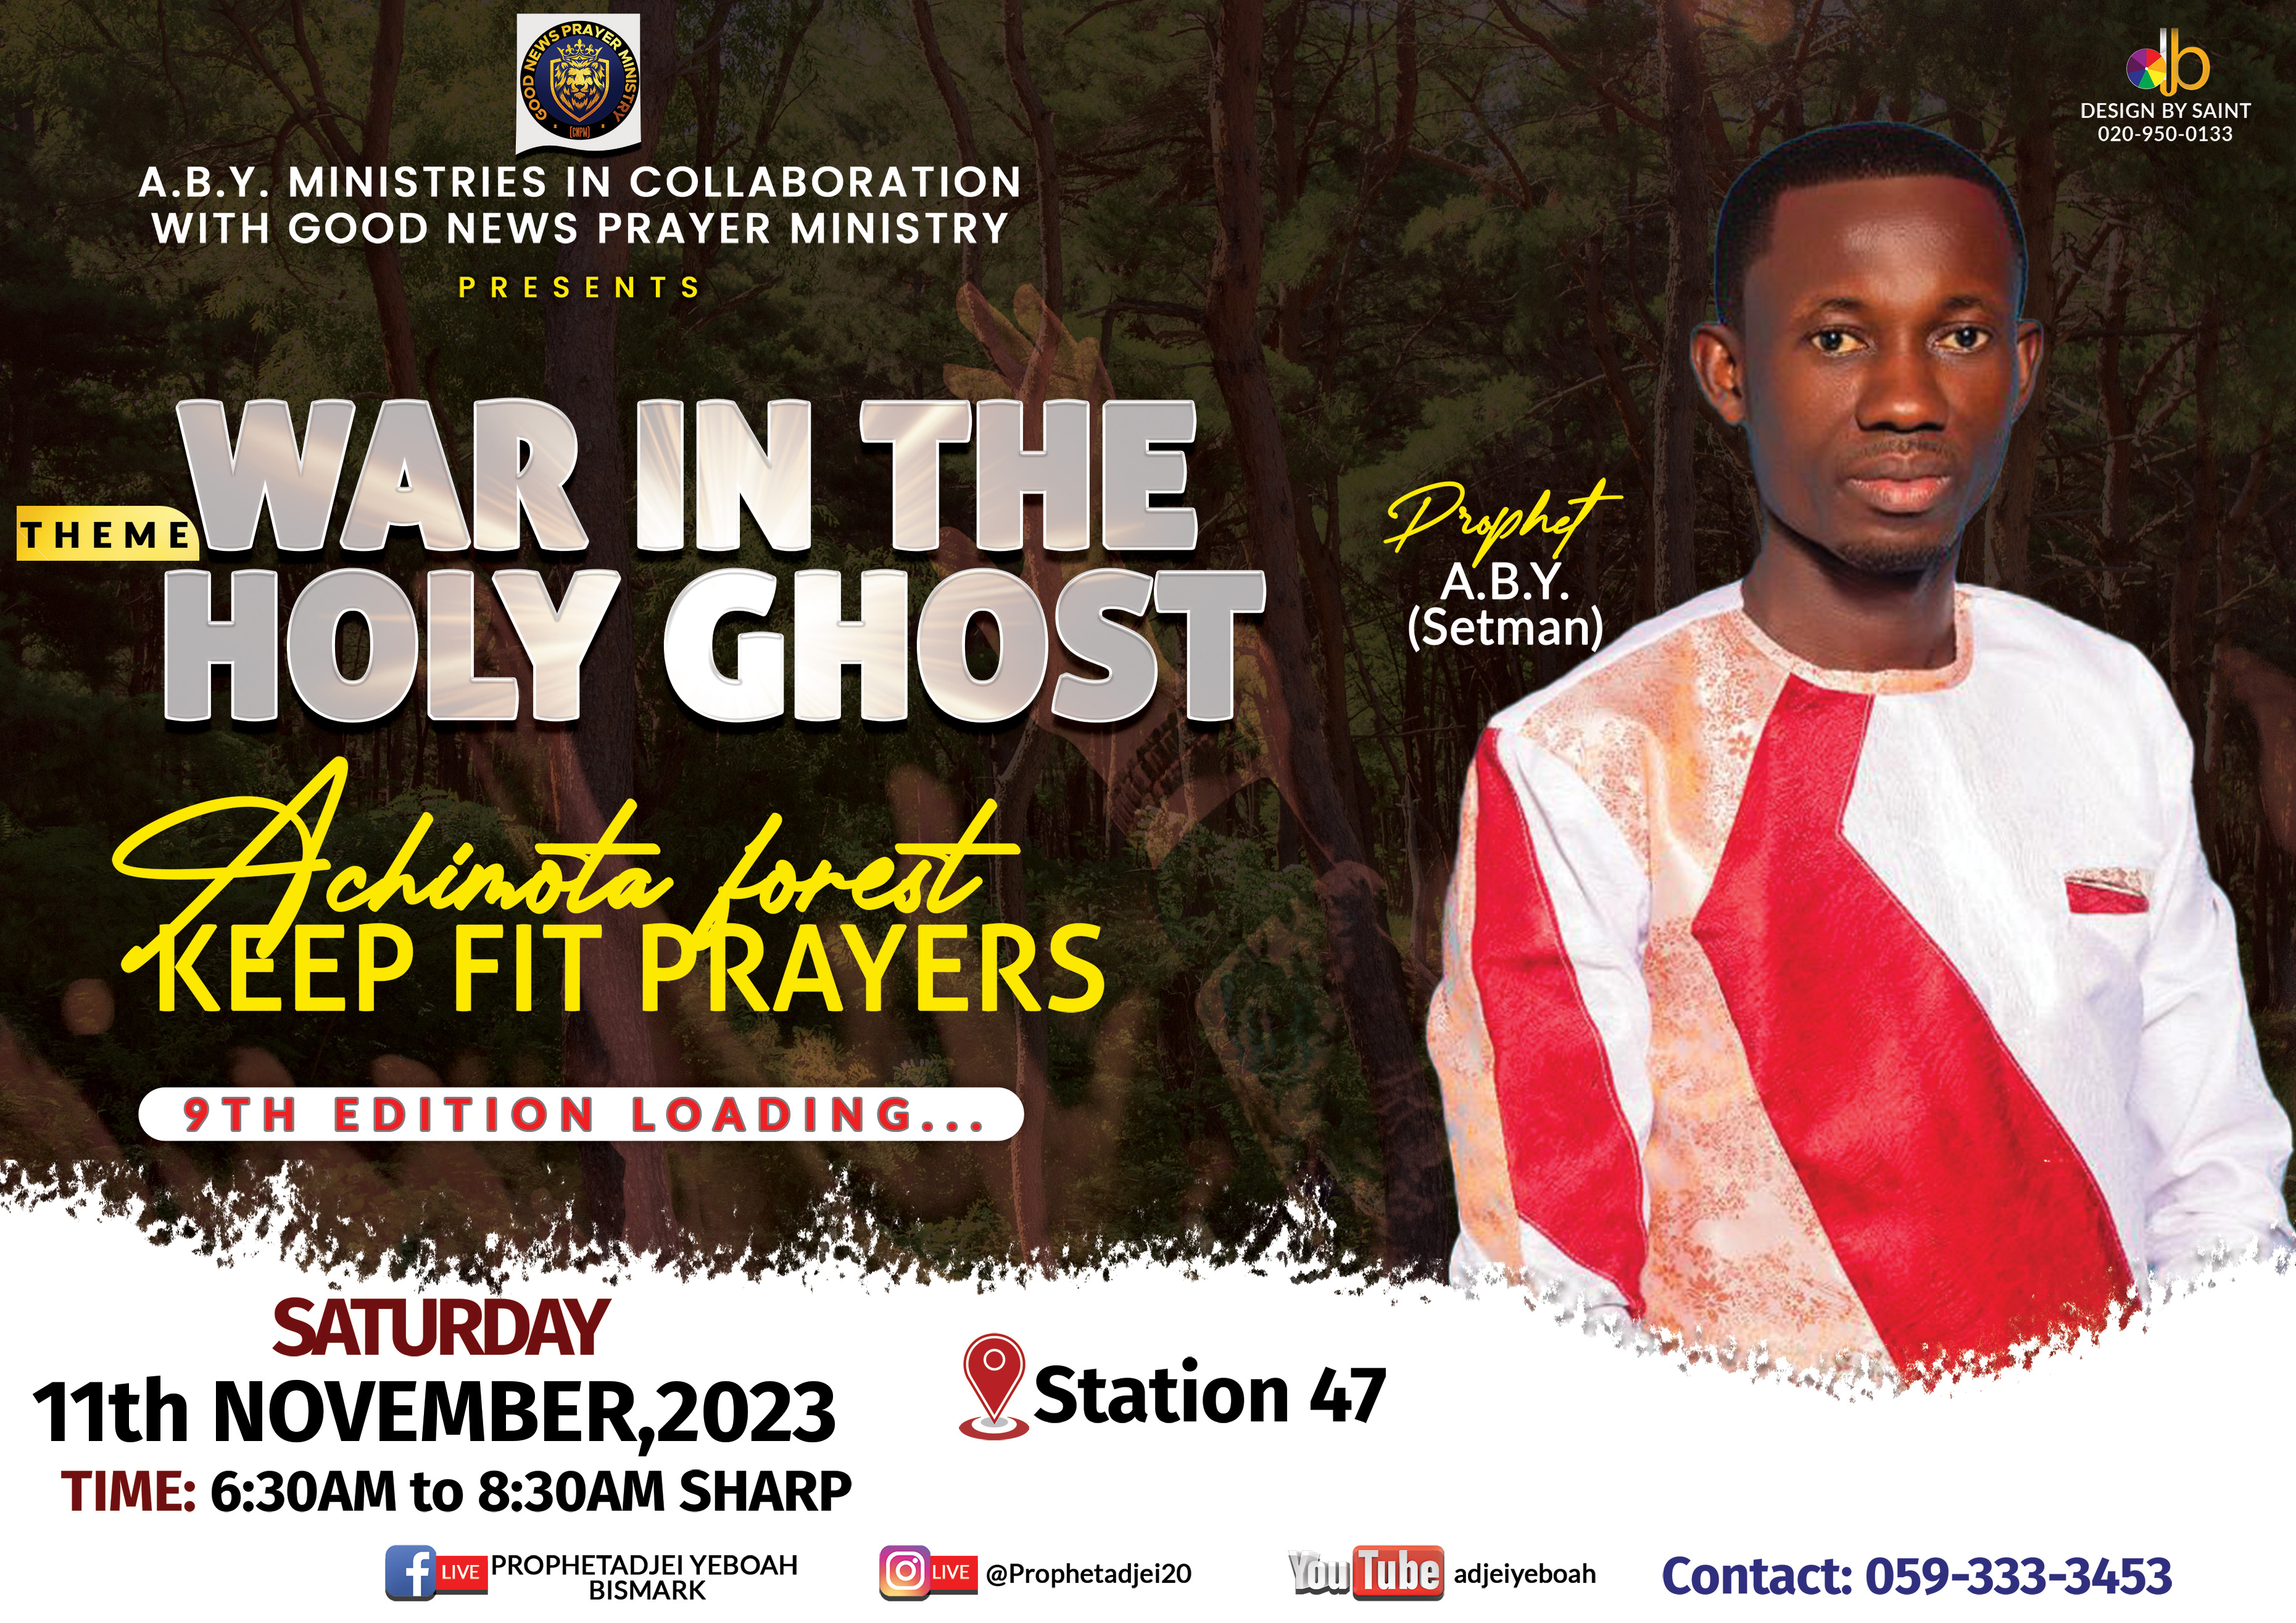 GOOD NEWS PRAYER MINISTRY
A.B.Y. MINISTRIES IN COLLABORATION
WITH GOOD NEWS PRAYER MINISTRY
PRESENTS
DESIGN BY SAINT
020-950-0133
THEME
WAR IN THE
HOLY GHOST
Prophet
A.B.Y.
(Setman)
Achimota forest
KEEP FIT PRAYERS
9TH EDITION LOADING...
SATURDAY
11th NOVEMBER,2023
TIME: 6:30AM to 8:30AM SHARP
Station 47
LIVE PROPHETADJEI YEBOAH
BISMARK
LIVE @Prophetadjei20
YouTube adjeiyeboah
Contact: 059-333-3453